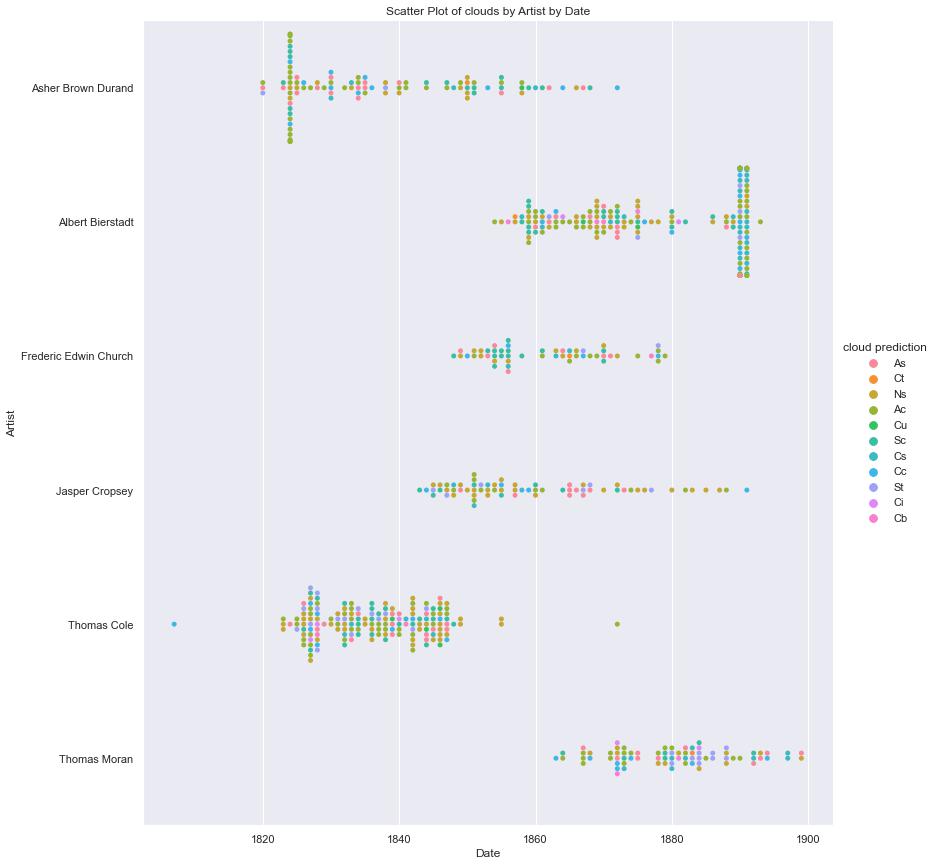 Scatter Plot of clouds by Artist by Date
Asher Brown Durand
Albert Bierstadt
Frederic Edwin Church
Jasper Cropsey
Thomas Cole
Thomas Moran
Artist
1820 1840 1860 1880 1900
Date
cloud prediction
As
Ct
Ns
Ac
Cu
Sc
Cs
Cc
St
Ci
Cb